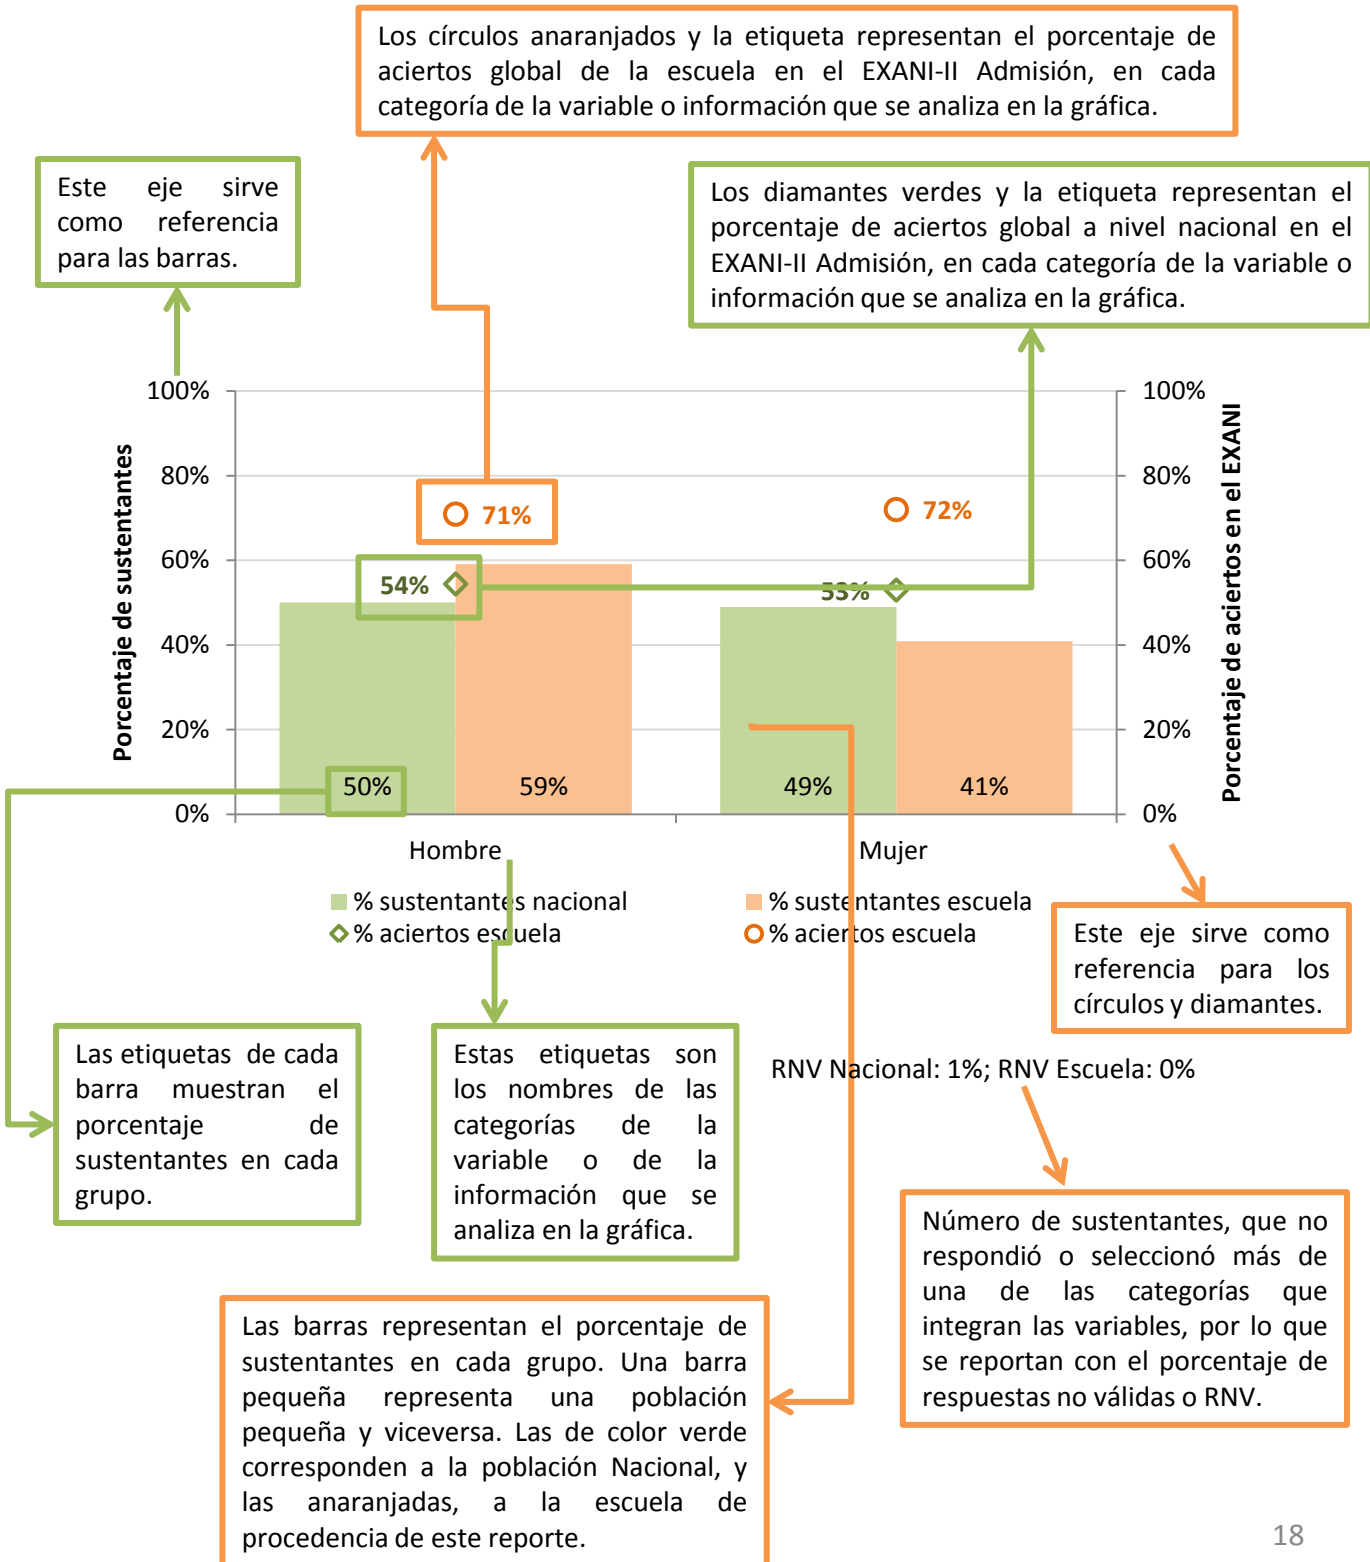 Los círculos anaranjados y la etiqueta representan el porcentaje de
aciertos global de la escuela en el EXANI-II Admisión, en cada
categoría de la variable o información que se analiza en la gráfica.
Este eje sirve
como referencia
para las barras.
Los diamantes verdes y la etiqueta representan el
porcentaje de aciertos global a nivel nacional en el
EXANI-II Admisión, en cada categoría de la variable o
información que se analiza en la gráfica.
Porcentaje de sustentantes
100%
80%
60%
40%
20%
0%
71%
72%
54%
53%
50%
59%
49%
41%
100%
80%
60%
40%
20%
0%
Porcentaje de aciertos en el EXANI
Hombre
Mujer
% sustentantes nacional
% sustentantes escuela
% aciertos escuela
% aciertos escuela
Este eje sirve como
referencia para los
círculos y diamantes.
Las etiquetas de cada
barra muestran el
porcentaje de
sustentantes en cada
grupo.
Estas etiquetas son
los nombres de las
categorías de la
variable o de la
información que se
analiza en la gráfica.
RNV Nacional: 1%; RNV Escuela: 0%
Número de sustentantes, que no
respondió o seleccionó más de
una de las categorías que
integran las variables, por lo que
se reportan con el porcentaje de
respuestas no válidas o RNV.
Las barras representan el porcentaje de
sustentantes en cada grupo. Una barra
pequeña representa una población
pequeña y viceversa. Las de color verde
corresponden a la población Nacional, y
las anaranjadas, a la escuela de
procedencia de este reporte.
18